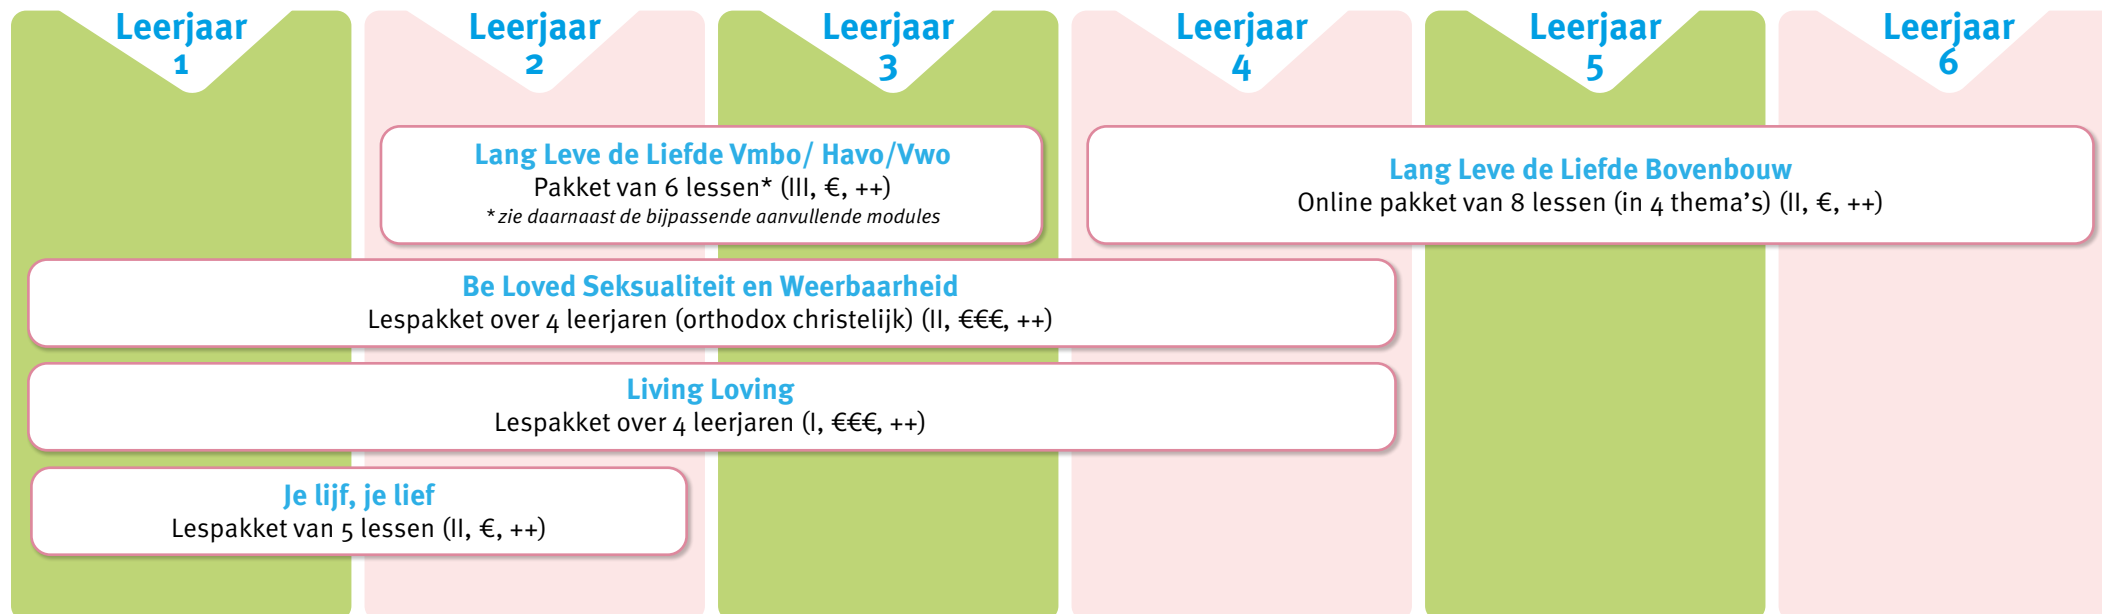 Leerjaar
1
Leerjaar
2
Leerjaar
3
Leerjaar
4
Leerjaar
5
Leerjaar
6
Lang Leve de Liefde Vmbo/ Havo/Vwo
Pakket van 6 lessen* (III, €, ++)
*zie daarnaast de bijpassende aanvullende modules
Lang Leve de Liefde Bovenbouw
Online pakket van 8 lessen (in 4 thema’s) (II, €, ++)
Be Loved Seksualiteit en Weerbaarheid
Lespakket over 4 leerjaren (orthodox christelijk) (II, €€€, ++)
Living Loving
Lespakket over 4 leerjaren (I, €€€, ++)
Je lijf, je lief
Lespakket van 5 lessen (II, €, ++)